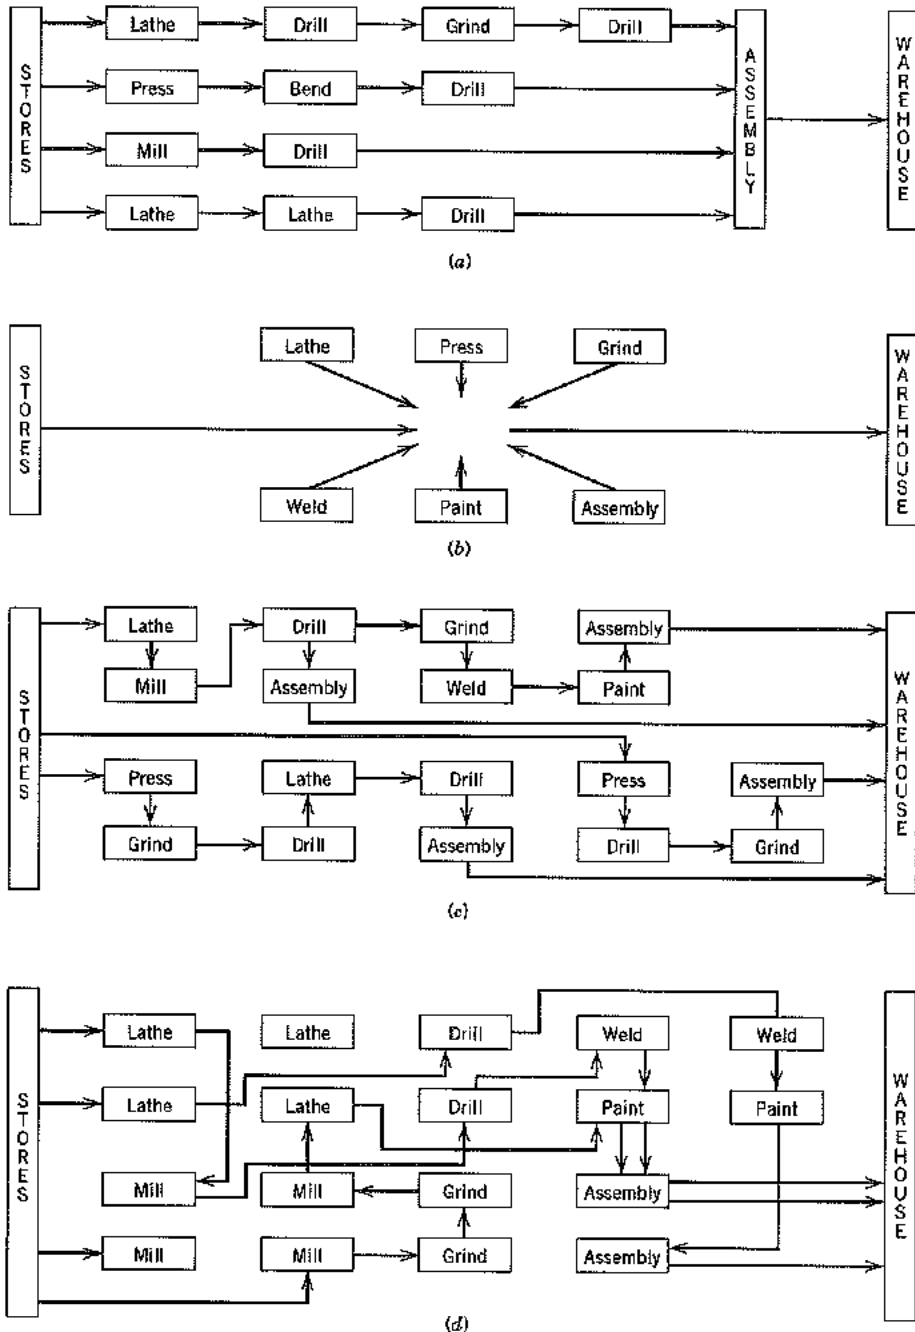 Lathe Drill Grind Drill
Press Bend Drill
Mill Drill
Lathe Lathe Drill
STORES
ASSEMBLY
WAREHOUSE
(a)
Lathe Press Grind
STORES
WAREHOUSE
Weld Paint Assembly
(b)
Lathe Drill Grind Assembly
Mill Assembly Weld Paint
STORES
WAREHOUSE
Press Lathe Drill Press Assembly
Grind Drill Assembly Drill Grind
(c)
Lathe Lathe Drill Weld Weld
Lathe Lathe Drill Paint Paint
STORES
WAREHOUSE
Mill Mill Grind Assembly
Mill Mill Grind Assembly
(d)